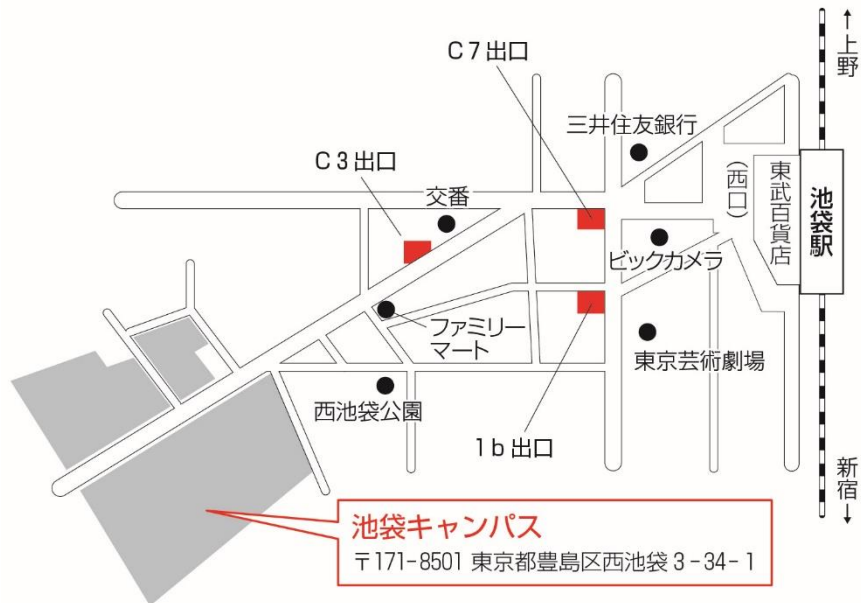 ↑上野
C7出口
三井住友銀行
C3出口
交番
(西口)
東武百貨店
池袋駅
ビックカメラ
ファミリー
マート
東京芸術劇場
西池袋公園
1b出口
新宿↓
池袋キャンパス
〒171-8501 東京都豊島区西池袋3-34-1